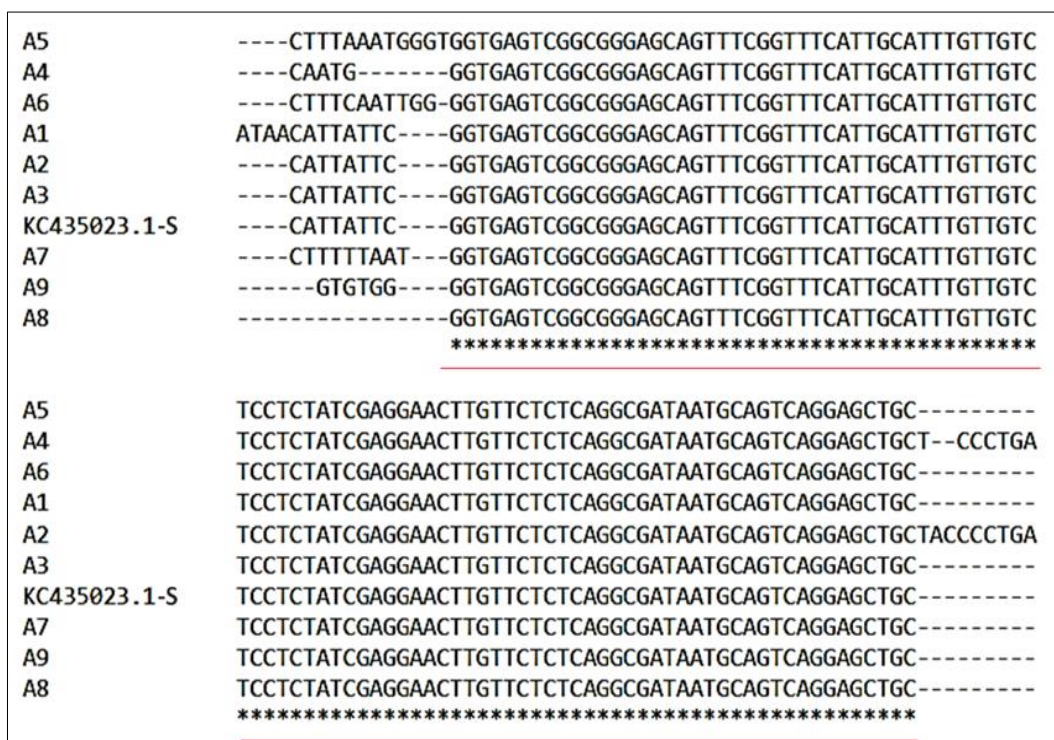 A5 ----CTTTAAATGGGTGGTGAGTCGGCGGGAGCAGTTTCGGTTTCATTGCATTTGTTGTC
A4 ----CAATG-------GGTGAGTCGGCGGGAGCAGTTTCGGTTTCATTGCATTTGTTGTC
A6 ----CTTTCAATTGG-GGTGAGTCGGCGGGAGCAGTTTCGGTTTCATTGCATTTGTTGTC
A1 ATAACATTATTC----GGTGAGTCGGCGGGAGCAGTTTCGGTTTCATTGCATTTGTTGTC
A2 ----CATTATTC----GGTGAGTCGGCGGGAGCAGTTTCGGTTTCATTGCATTTGTTGTC
A3 ----CATTATTC----GGTGAGTCGGCGGGAGCAGTTTCGGTTTCATTGCATTTGTTGTC
KC435023.1-S ----CATTATTC----GGTGAGTCGGCGGGAGCAGTTTCGGTTTCATTGCATTTGTTGTC
A7 ----CTTTTTAAT---GGTGAGTCGGCGGGAGCAGTTTCGGTTTCATTGCATTTGTTGTC
A9 ------GTGTGG----GGTGAGTCGGCGGGAGCAGTTTCGGTTTCATTGCATTTGTTGTC
A8 ----------------GGTGAGTCGGCGGGAGCAGTTTCGGTTTCATTGCATTTGTTGTC
********************************************
A5 TCCTCTATCGAGGAACTTGTTCTCTCAGGCGATAATGCAGTCAGGAGCTGC---------
A4 TCCTCTATCGAGGAACTTGTTCTCTCAGGCGATAATGCAGTCAGGAGCTGCT--CCCTGA
A6 TCCTCTATCGAGGAACTTGTTCTCTCAGGCGATAATGCAGTCAGGAGCTGC---------
A1 TCCTCTATCGAGGAACTTGTTCTCTCAGGCGATAATGCAGTCAGGAGCTGC---------
A2 TCCTCTATCGAGGAACTTGTTCTCTCAGGCGATAATGCAGTCAGGAGCTGCTACCCCTGA
A3 TCCTCTATCGAGGAACTTGTTCTCTCAGGCGATAATGCAGTCAGGAGCTGC---------
KC435023.1-S TCCTCTATCGAGGAACTTGTTCTCTCAGGCGATAATGCAGTCAGGAGCTGC---------
A7 TCCTCTATCGAGGAACTTGTTCTCTCAGGCGATAATGCAGTCAGGAGCTGC---------
A9 TCCTCTATCGAGGAACTTGTTCTCTCAGGCGATAATGCAGTCAGGAGCTGC---------
A8 TCCTCTATCGAGGAACTTGTTCTCTCAGGCGATAATGCAGTCAGGAGCTGC---------
***************************************************